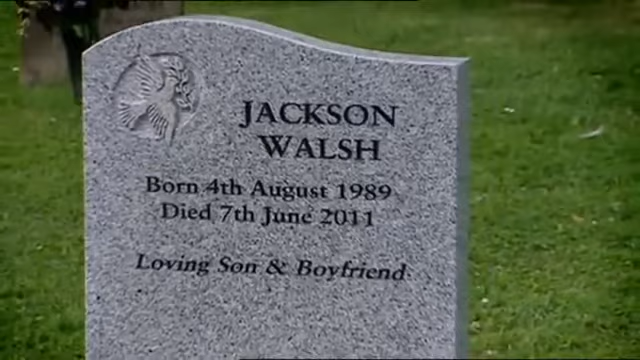 JACKSON
WALSH
Born 4th August 1989
Died 7th June 2011
Loving Son & Boyfriend